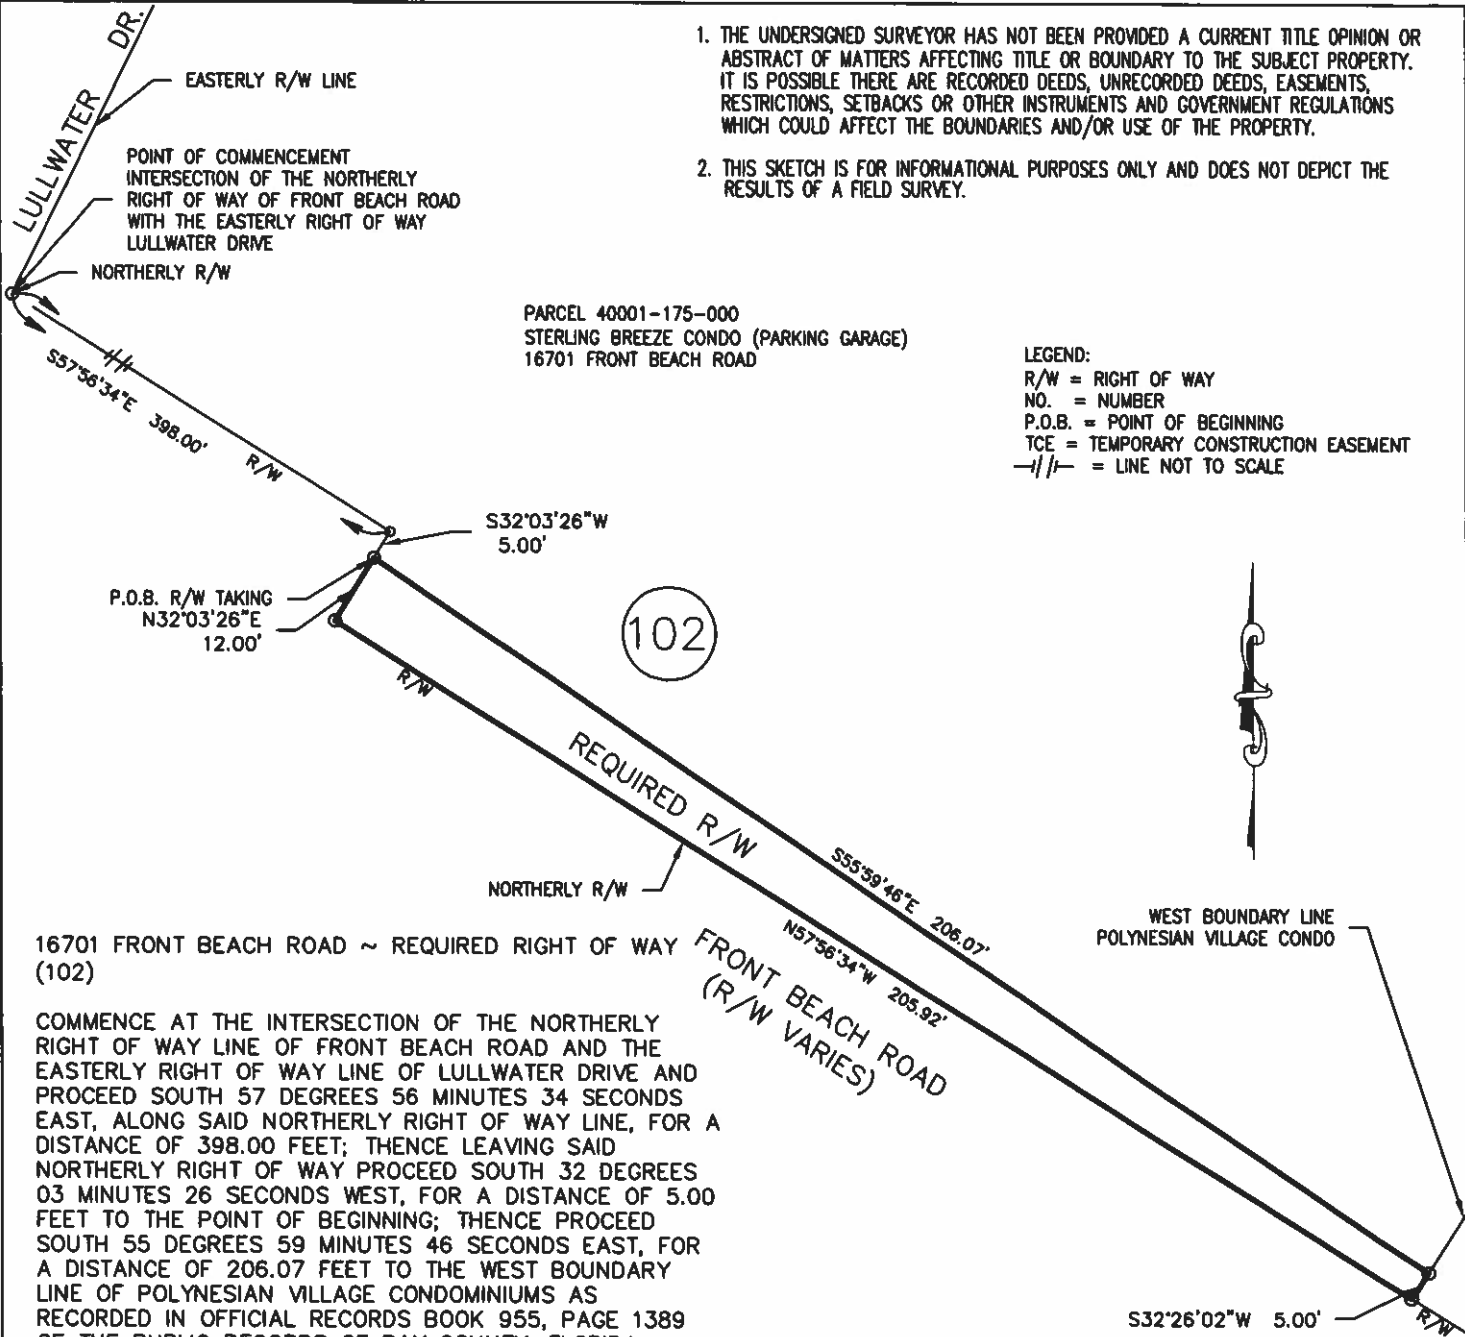 LULLWATER DR.
EASTERLY R/W LINE
POINT OF COMMENCEMENT
INTERSECTION OF THE NORTHERLY
RIGHT OF WAY OF FRONT BEACH ROAD
WITH THE EASTERLY RIGHT OF WAY
LULLWATER DRIVE
NORTHERLY R/W
1. THE UNDERSIGNED SURVEYOR HAS NOT BEEN PROVIDED A CURRENT TITLE OPINION OR
ABSTRACT OF MATTERS AFFECTING TITLE OR BOUNDARY TO THE SUBJECT PROPERTY.
IT IS POSSIBLE THERE ARE RECORDED DEEDS, UNRECORDED DEEDS, EASEMENTS,
RESTRICTIONS, SETBACKS OR OTHER INSTRUMENTS AND GOVERNMENT REGULATIONS
WHICH COULD AFFECT THE BOUNDARIES AND/OR USE OF THE PROPERTY.
2. THIS SKETCH IS FOR INFORMATIONAL PURPOSES ONLY AND DOES NOT DEPICT THE
RESULTS OF A FIELD SURVEY.
PARCEL 40001-175-000
STERLING BREEZE CONDO (PARKING GARAGE)
16701 FRONT BEACH ROAD
LEGEND:
R/W = RIGHT OF WAY
NO. = NUMBER
P.O.B. = POINT OF BEGINNING
TCE = TEMPORARY CONSTRUCTION EASEMENT
= LINE NOT TO SCALE
S57°56'34"E 398.00'
R/W
S32°03'26"W
5.00'
P.O.B. R/W TAKING
N32°03'26"E
12.00'
102
R/W
REQUIRED R/W
NORTHERLY R/W
S55°59'46"E 206.07'
N57°56'34"W 205.92'
FRONT BEACH ROAD
(R/W VARIES)
WEST BOUNDARY LINE
POLYNESIAN VILLAGE CONDO
16701 FRONT BEACH ROAD ~ REQUIRED RIGHT OF WAY
(102)
COMMENCE AT THE INTERSECTION OF THE NORTHERLY
RIGHT OF WAY LINE OF FRONT BEACH ROAD AND THE
EASTERLY RIGHT OF WAY LINE OF LULLWATER DRIVE AND
PROCEED SOUTH 57 DEGREES 56 MINUTES 34 SECONDS
EAST, ALONG SAID NORTHERLY RIGHT OF WAY LINE, FOR A
DISTANCE OF 398.00 FEET; THENCE LEAVING SAID
NORTHERLY RIGHT OF WAY PROCEED SOUTH 32 DEGREES
03 MINUTES 26 SECONDS WEST, FOR A DISTANCE OF 5.00
FEET TO THE POINT OF BEGINNING; THENCE PROCEED
SOUTH 55 DEGREES 59 MINUTES 46 SECONDS EAST, FOR
A DISTANCE OF 206.07 FEET TO THE WEST BOUNDARY
LINE OF POLYNESIAN VILLAGE CONDOMINIUMS AS
RECORDED IN OFFICIAL RECORDS BOOK 955, PAGE 1389
S32°26'02"W 5.00'
R/W